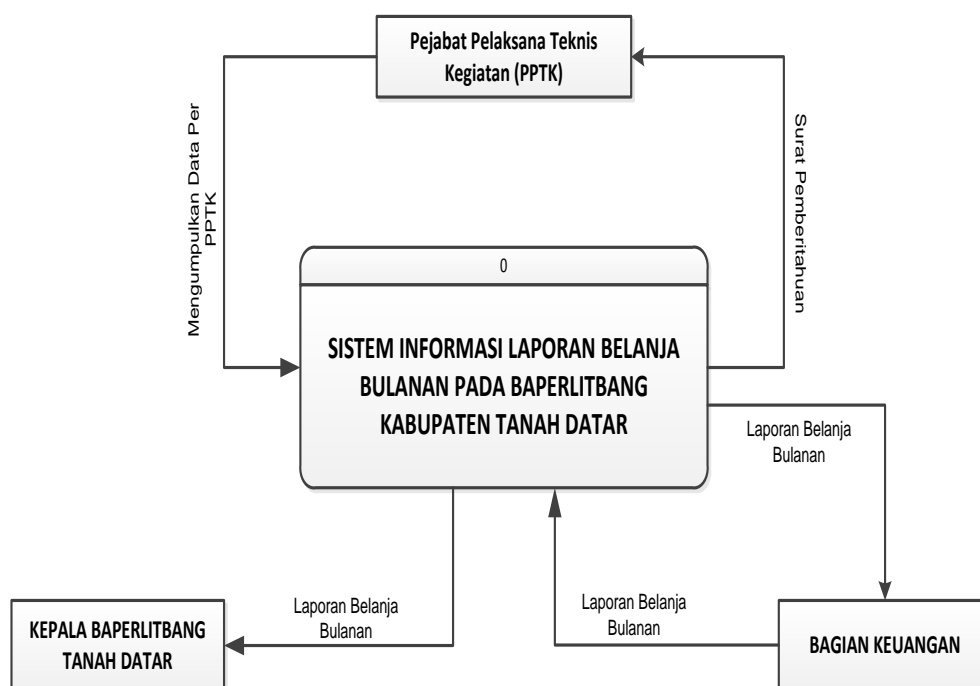 Pejabat Pelaksana Teknis
Kegiatan (PPTK)
Mengumpulkan Data Per
PPTK
Surat Pemberitahuan
0
SISTEM INFORMASI LAPORAN BELANJA
BULANAN PADA BAPERLITBANG
KABUPATEN TANAH DATAR
Laporan Belanja
Bulanan
Laporan Belanja
Bulanan
Laporan Belanja
Bulanan
KEPALA BAPERLITBANG
TANAH DATAR
BAGIAN KEUANGAN